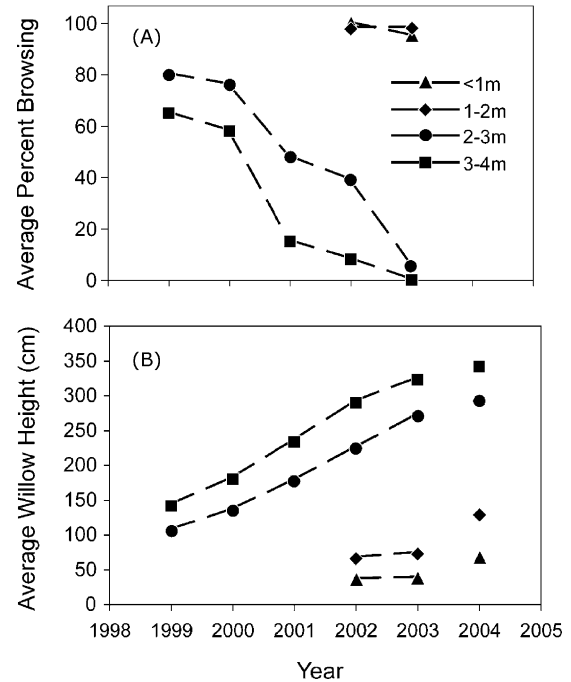 Average Percent Browsing
100
80
60
40
20
0
(A)
<1m
1-2m
2-3m
3-4m
Average Willow Height (cm)
400
350
300
250
200
150
100
50
0
(B)
1998 1999 2000 2001 2002 2003 2004 2005
Year